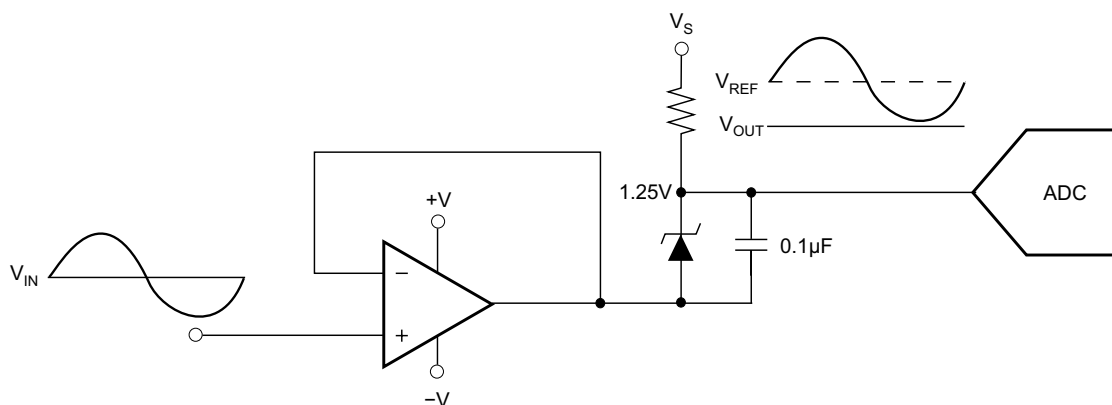 V_S
V_REF
V_OUT
1.25V
ADC
+V
V_IN
−
0.1µF
+
−V